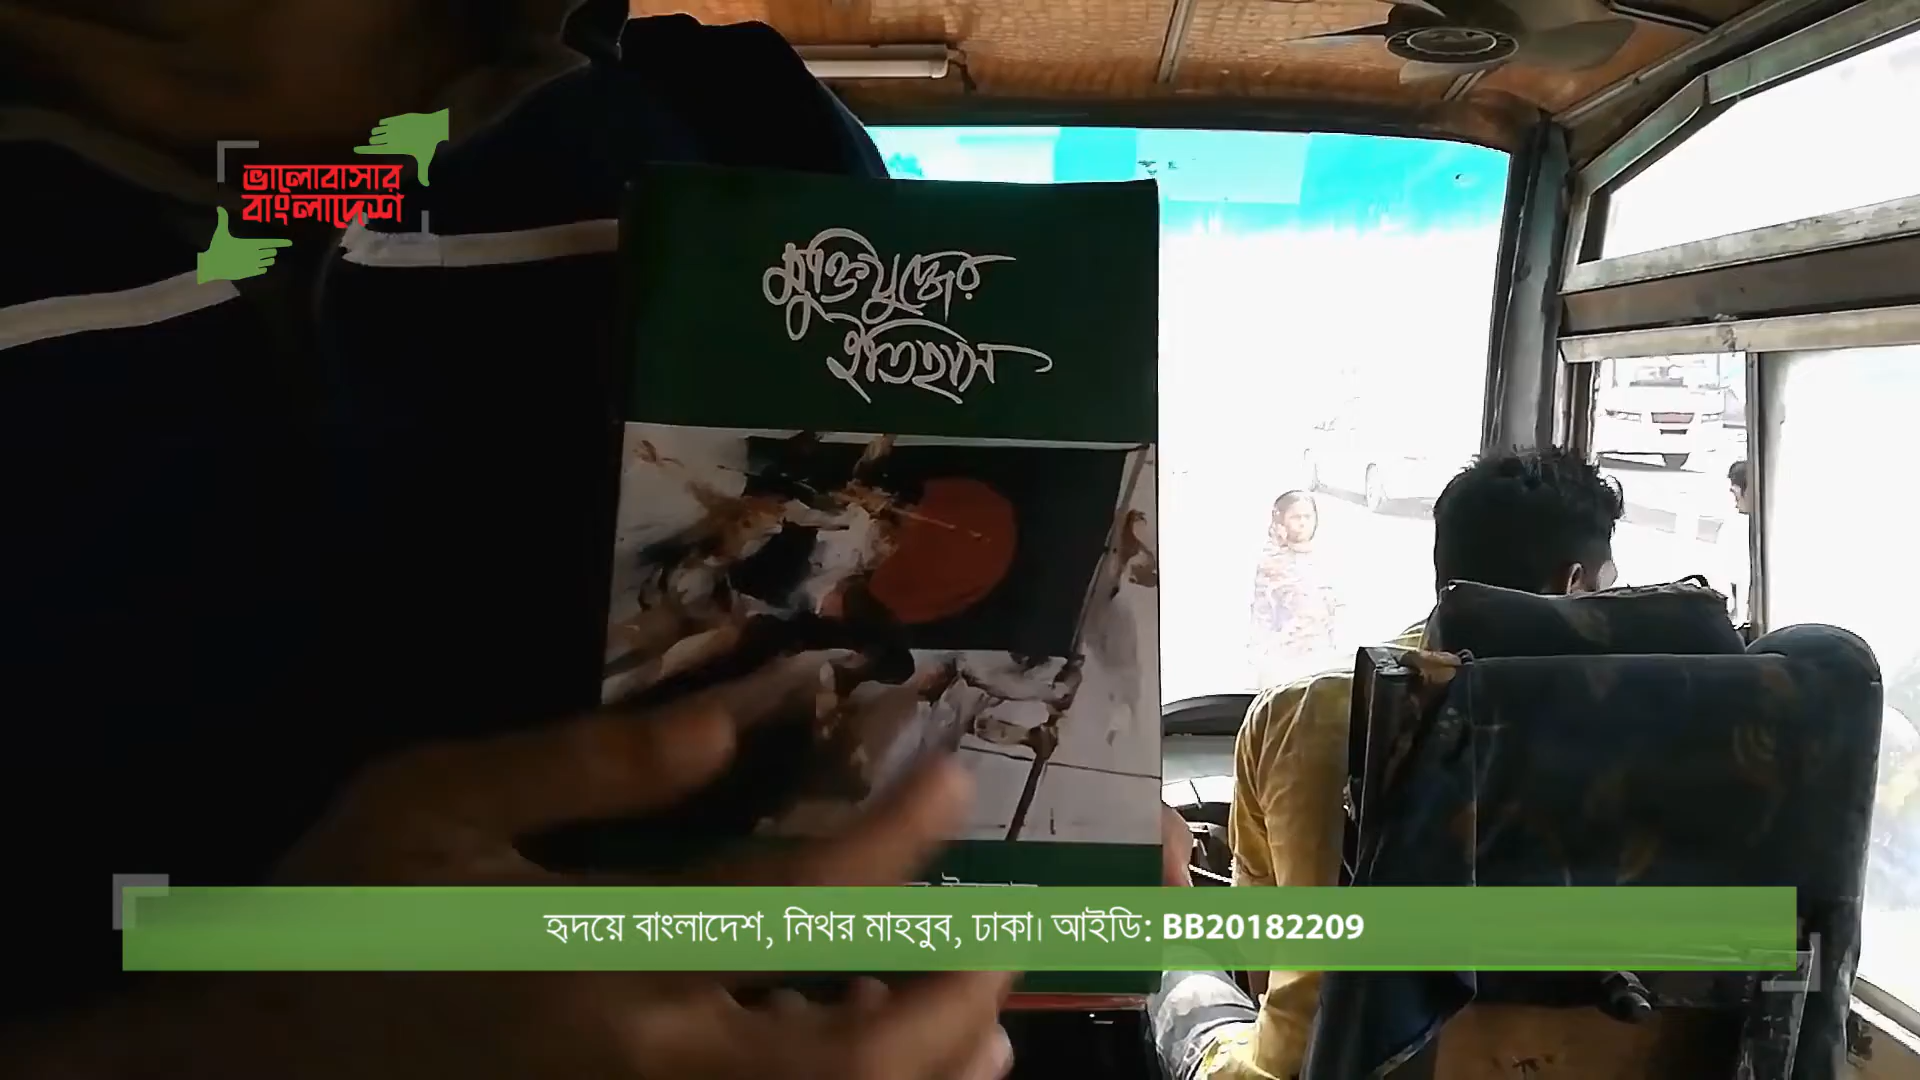 ভালোবাসার
বাংলাদেশ
মুক্তিযুদ্ধের
ইতিহাস
হৃদয়ে বাংলাদেশ, নিথর মাহবুব, ঢাকা। আইডি: BB20182209